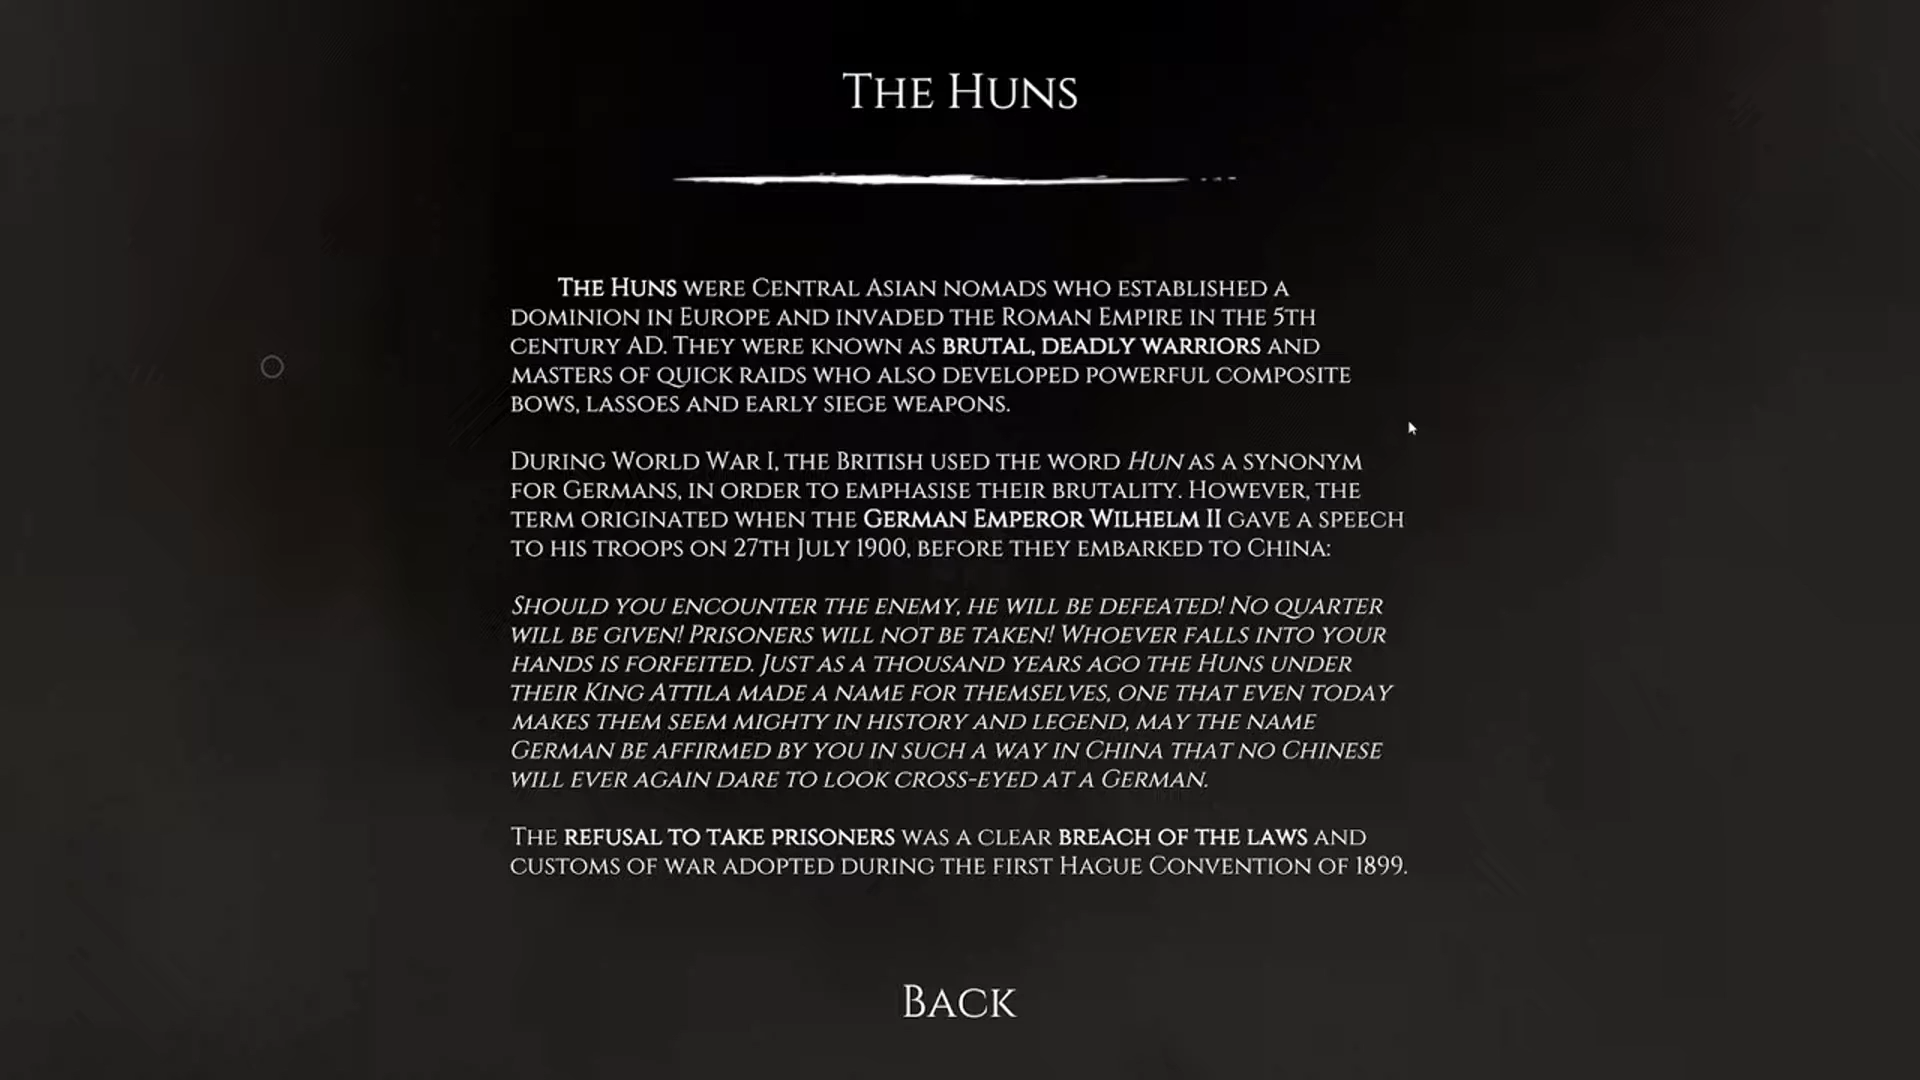 The Huns
The Huns were Central Asian nomads who established a
dominion in Europe and invaded the Roman Empire in the 5th
century AD. They were known as brutal, deadly warriors and
masters of quick raids who also developed powerful composite
bows, lassoes and early siege weapons.
During World War I, the British used the word Hun as a synonym
for Germans, in order to emphasise their brutality. However, the
term originated when the German Emperor Wilhelm II gave a speech
to his troops on 27th July 1900, before they embarked to China:
Should you encounter the enemy, he will be defeated! No quarter
will be given! Prisoners will not be taken! Whoever falls into your
hands is forfeited. Just as a thousand years ago the Huns under
their King Attila made a name for themselves, one that even today
makes them seem mighty in history and legend, may the name
German be affirmed by you in such a way in China that no Chinese
will ever again dare to look cross-eyed at a German.
The refusal to take prisoners was a clear breach of the laws and
customs of war adopted during the first Hague Convention of 1899.
Back